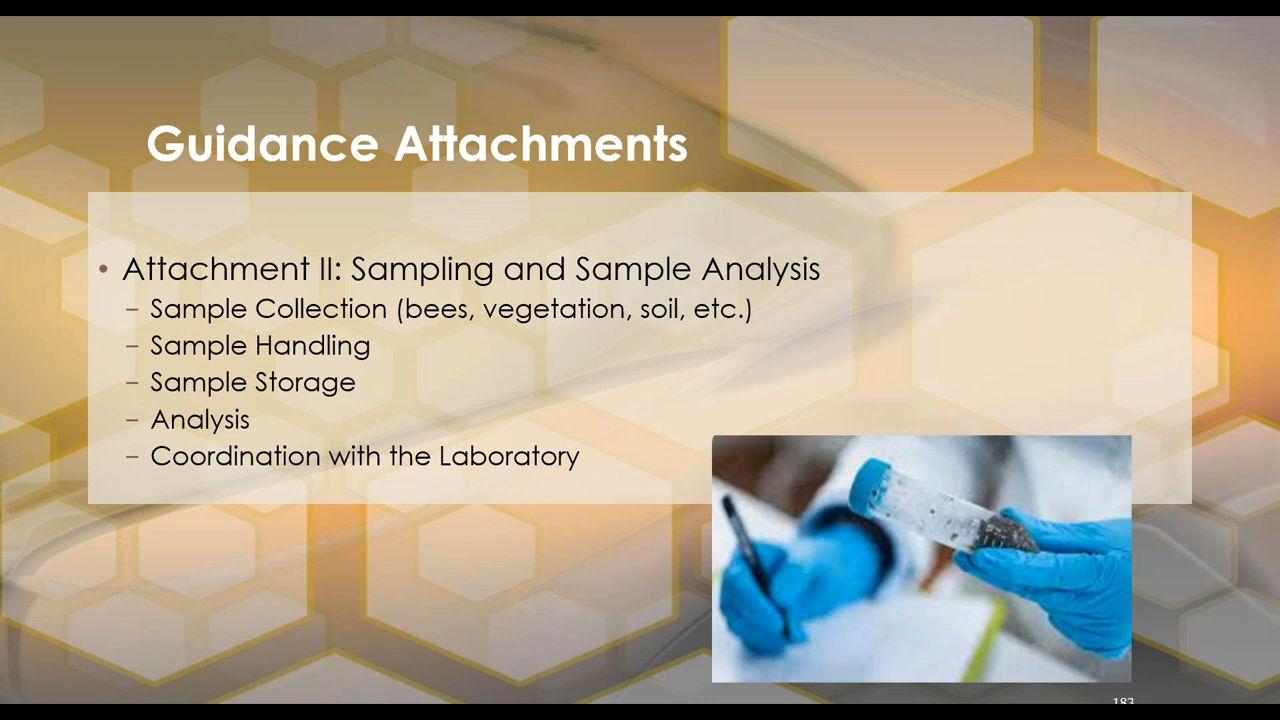 Guidance Attachments
• Attachment II: Sampling and Sample Analysis
– Sample Collection (bees, vegetation, soil, etc.)
– Sample Handling
– Sample Storage
– Analysis
– Coordination with the Laboratory
183